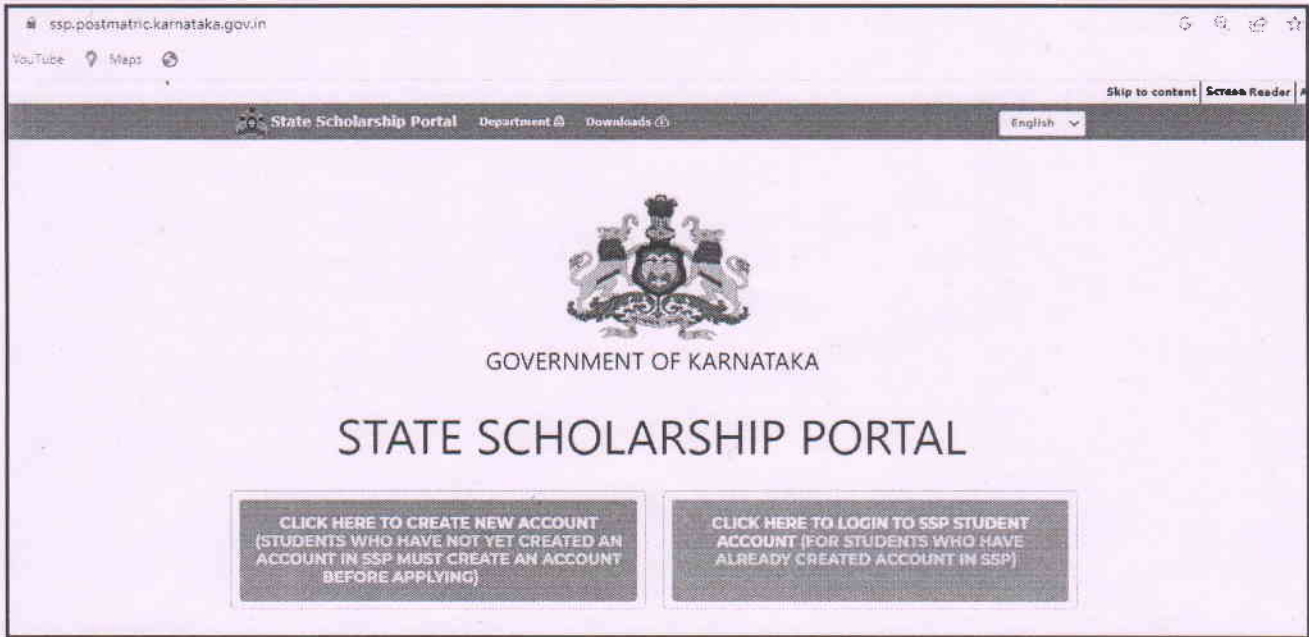 ssp.postmatric.karnataka.gov.in
YouTube Maps
Skip to content Screen Reader
State Scholarship Portal Department Downloads English
GOVERNMENT OF KARNATAKA
STATE SCHOLARSHIP PORTAL
CLICK HERE TO CREATE NEW ACCOUNT
(STUDENTS WHO HAVE NOT YET CREATED AN
ACCOUNT IN SSP MUST CREATE AN ACCOUNT
BEFORE APPLYING)
CLICK HERE TO LOGIN TO SSP STUDENT
ACCOUNT (FOR STUDENTS WHO HAVE
ALREADY CREATED ACCOUNT IN SSP)